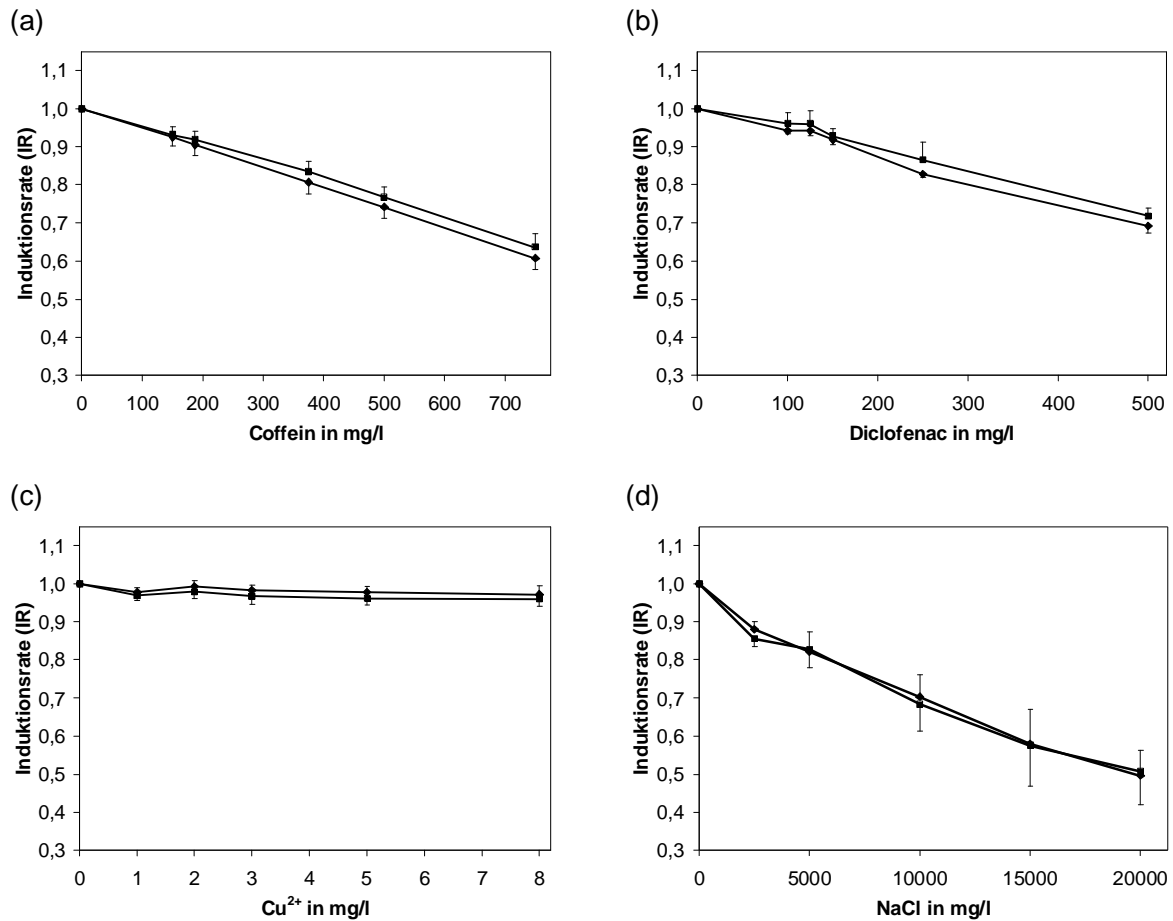 (a)
1,1
1,0
0,9
0,8
0,7
0,6
0,5
0,4
0,3
Induktionsrate (IR)
0 100 200 300 400 500 600 700
Coffein in mg/l
(b)
1,1
1,0
0,9
0,8
0,7
0,6
0,5
0,4
0,3
Induktionsrate (IR)
0 100 200 300 400 500
Diclofenac in mg/l
(c)
1,1
1,0
0,9
0,8
0,7
0,6
0,5
0,4
0,3
Induktionsrate (IR)
0 1 2 3 4 5 6 7 8
Cu²⁺ in mg/l
(d)
1,1
1,0
0,9
0,8
0,7
0,6
0,5
0,4
0,3
Induktionsrate (IR)
0 5000 10000 15000 20000
NaCl in mg/l